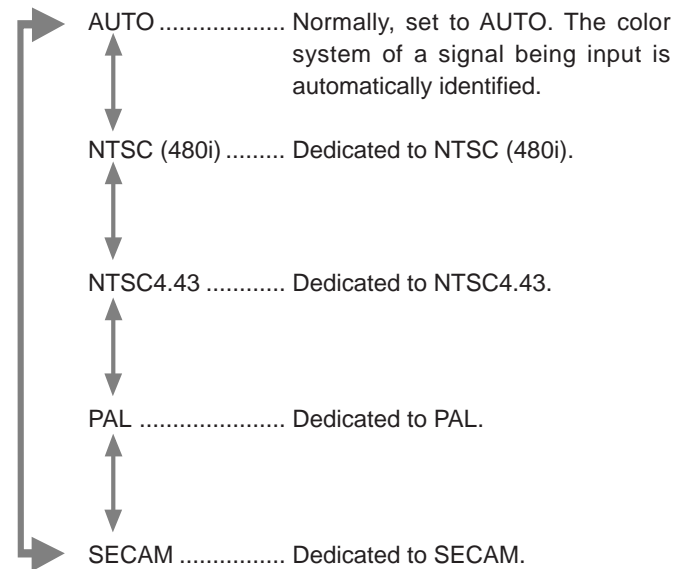 AUTO ................... Normally, set to AUTO. The color
system of a signal being input is
automatically identified.
NTSC (480i) ......... Dedicated to NTSC (480i).
NTSC4.43 ............ Dedicated to NTSC4.43.
PAL ...................... Dedicated to PAL.
SECAM ................ Dedicated to SECAM.